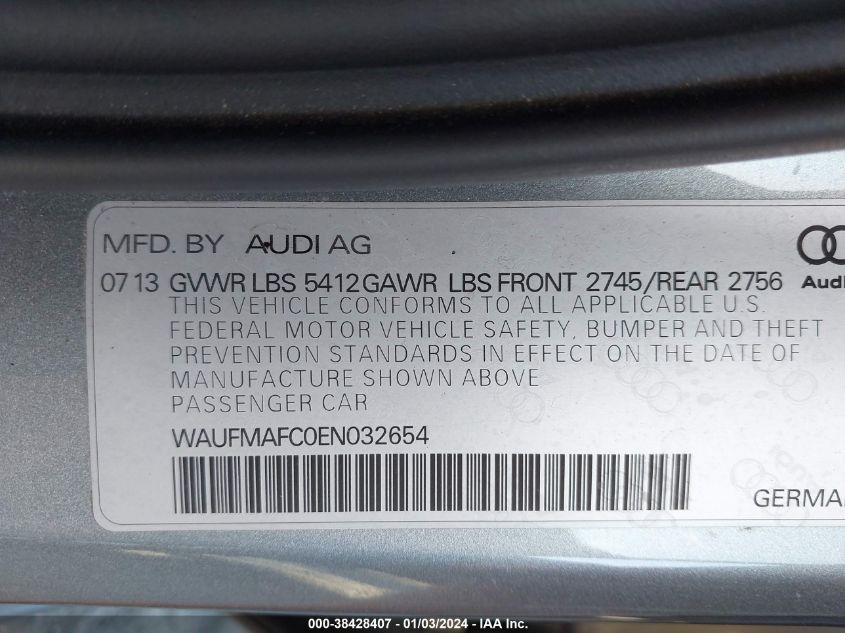 MFD. BY AUDI AG
07 13 GVWR LBS 5412 GAWR LBS FRONT 2745/REAR 2756
Audi
THIS VEHICLE CONFORMS TO ALL APPLICABLE U.S.
FEDERAL MOTOR VEHICLE SAFETY, BUMPER AND THEFT
PREVENTION STANDARDS IN EFFECT ON THE DATE OF
MANUFACTURE SHOWN ABOVE
PASSENGER CAR
WAUFMAFC0EN032654
GERMA
000-38428407 - 01/03/2024 - IAA Inc.